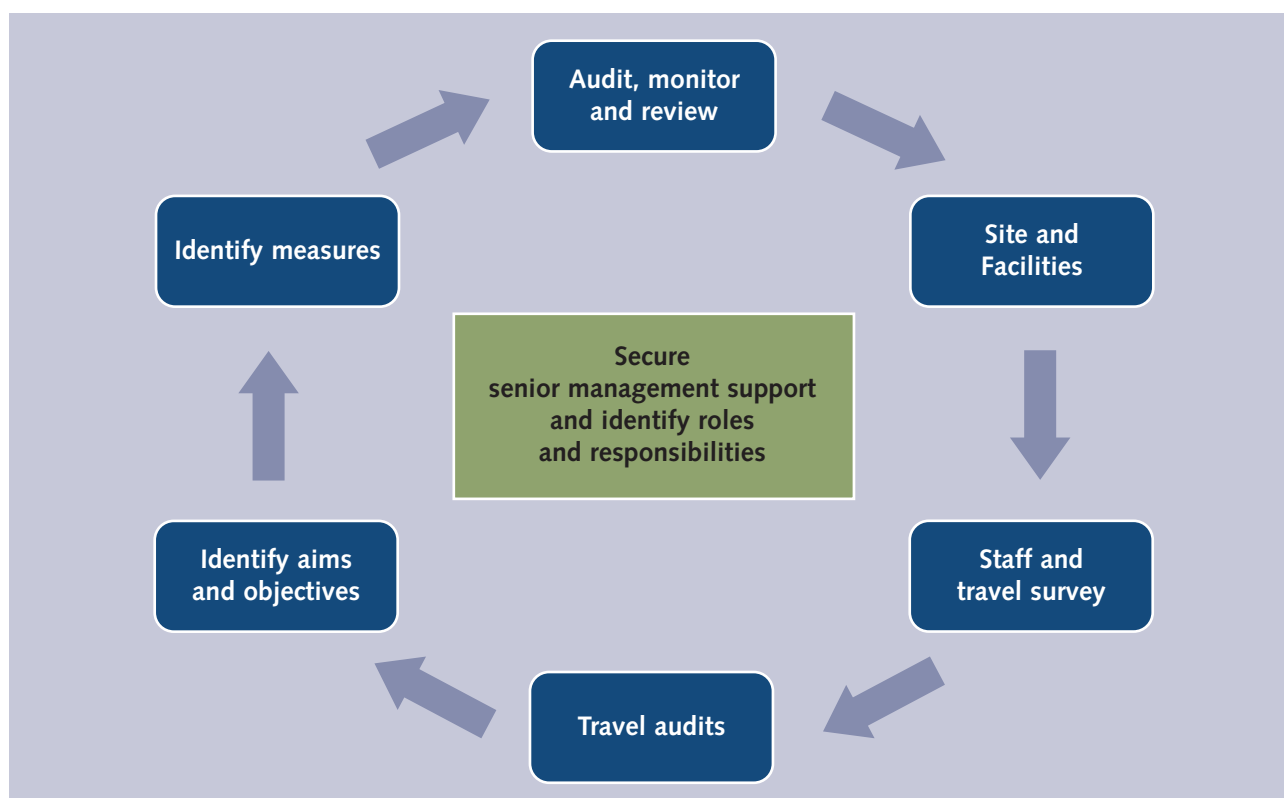 Audit, monitor
and review
Site and
Facilities
Staff and
travel survey
Travel audits
Identify aims
and objectives
Identify measures
Secure
senior management support
and identify roles
and responsibilities